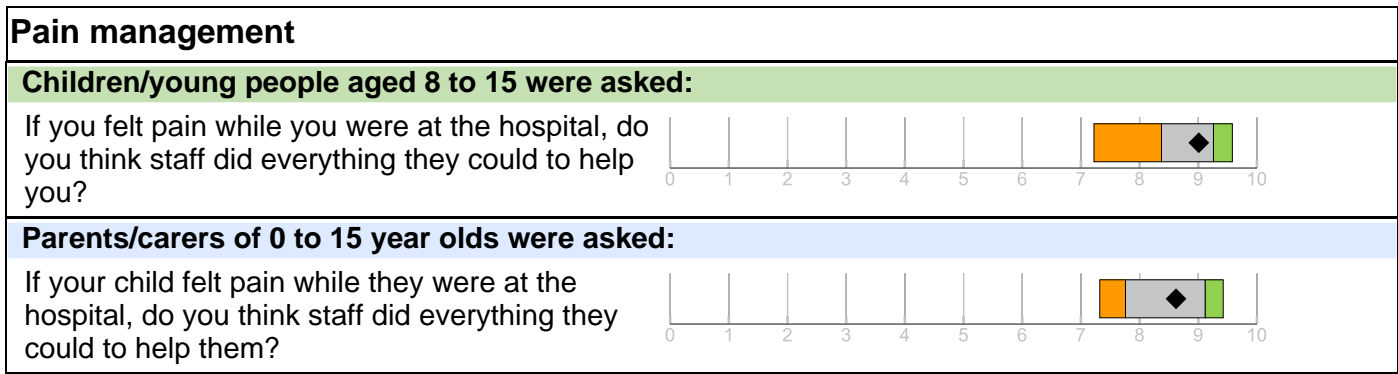 Pain management
Children/young people aged 8 to 15 were asked:
If you felt pain while you were at the hospital, do
you think staff did everything they could to help
you?
0 1 2 3 4 5 6 7 8 9 10
Parents/carers of 0 to 15 year olds were asked:
If your child felt pain while they were at the
hospital, do you think staff did everything they
could to help them?
0 1 2 3 4 5 6 7 8 9 10